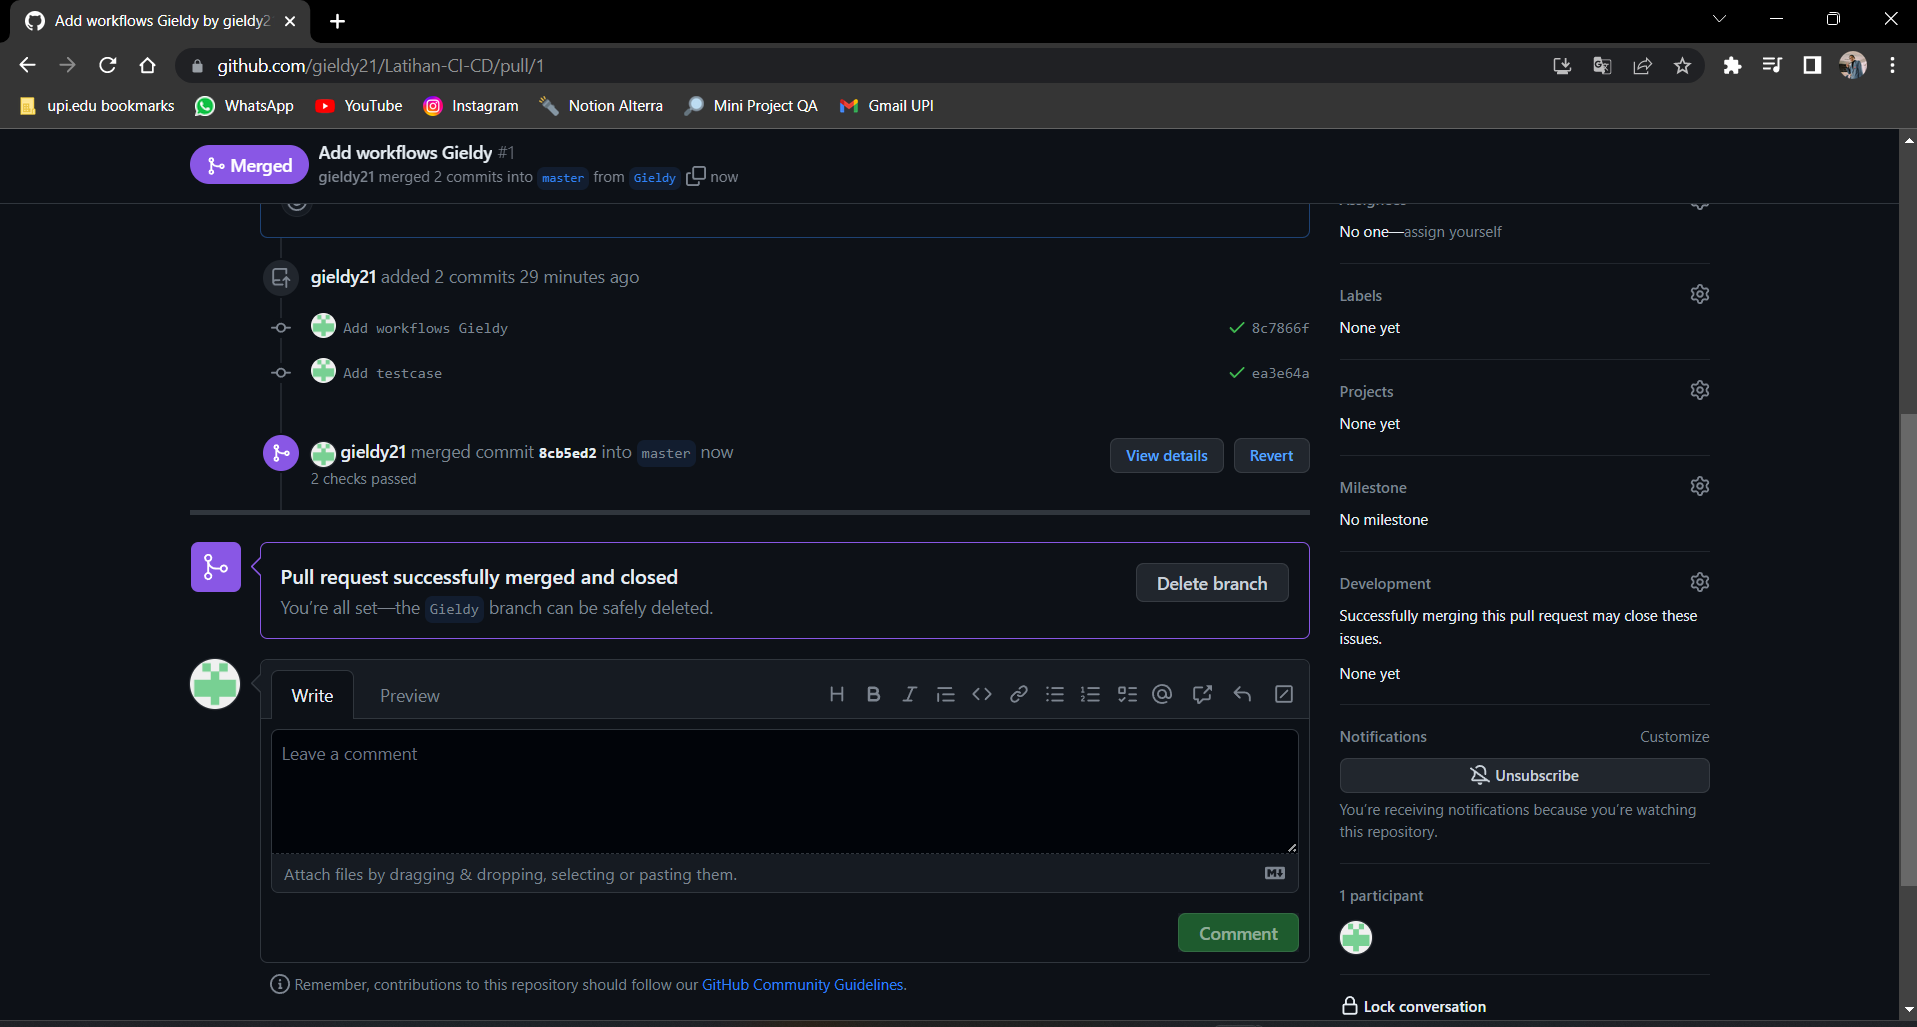 Add workflows Gieldy by gieldy2
github.com/gieldy21/Latihan-CI-CD/pull/1
upi.edu bookmarks WhatsApp YouTube Instagram Notion Alterra Mini Project QA Gmail UPI
Merged
Add workflows Gieldy #1
gieldy21 merged 2 commits into master from Gieldy now
No one—assign yourself
gieldy21 added 2 commits 29 minutes ago
Add workflows Gieldy 8c7866f
Add testcase ea3e64a
gieldy21 merged commit 8cb5ed2 into master now
2 checks passed
View details Revert
Pull request successfully merged and closed
You're all set—the Gieldy branch can be safely deleted.
Delete branch
Write Preview
Leave a comment
Attach files by dragging & dropping, selecting or pasting them.
Comment
Remember, contributions to this repository should follow our GitHub Community Guidelines.
Labels
None yet
Projects
None yet
Milestone
No milestone
Development
Successfully merging this pull request may close these
issues.
None yet
Notifications Customize
Unsubscribe
You're receiving notifications because you're watching
this repository.
1 participant
Lock conversation